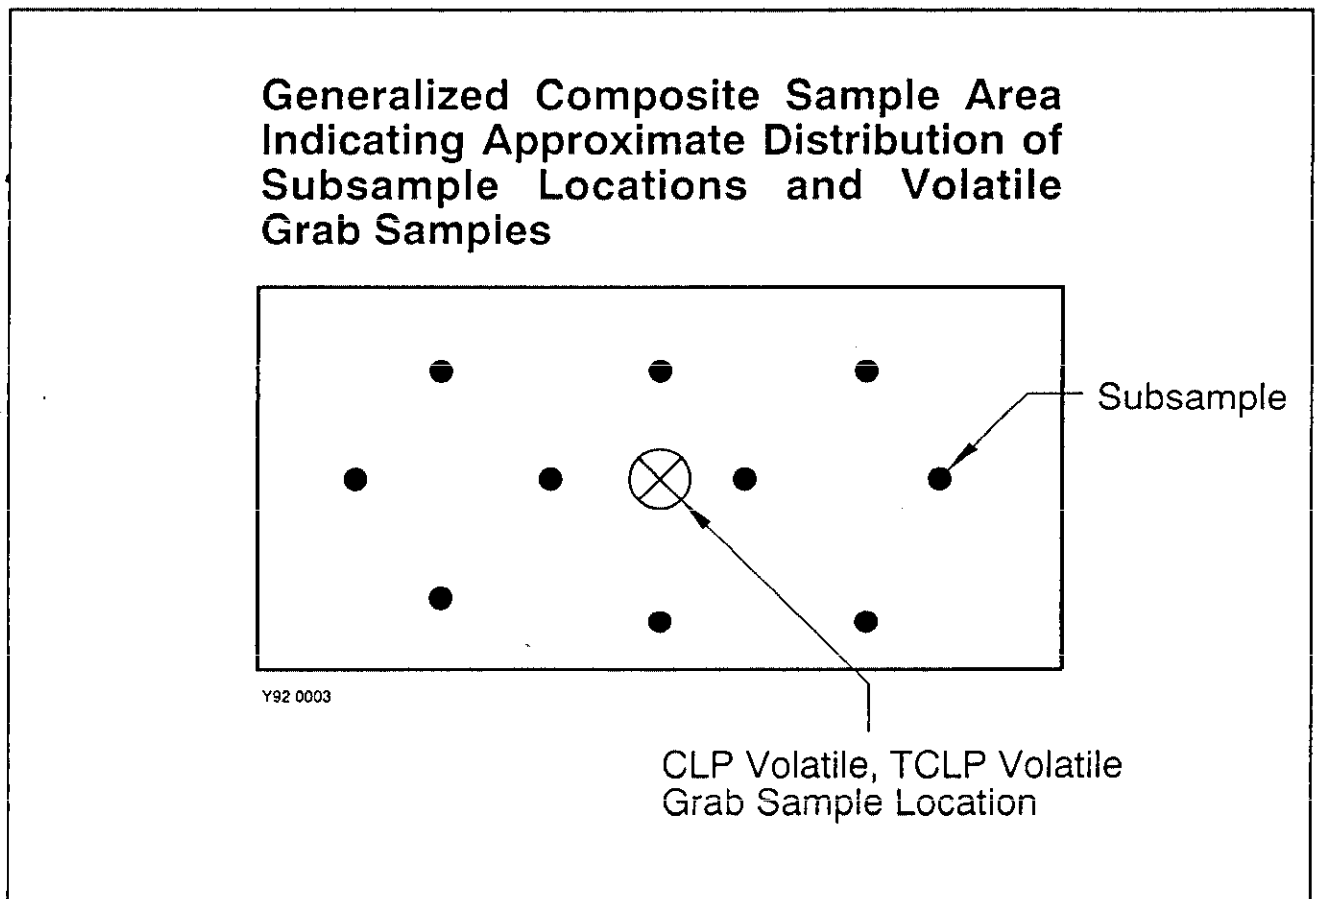 Generalized Composite Sample Area
Indicating Approximate Distribution of
Subsample Locations and Volatile
Grab Samples
Subsample
Y92 0003
CLP Volatile, TCLP Volatile
Grab Sample Location